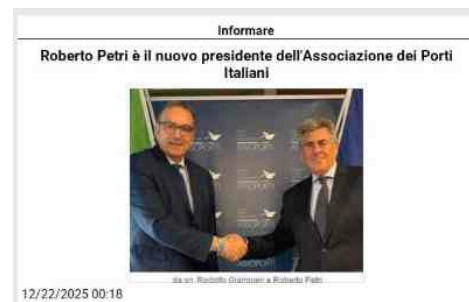 Informare
Roberto Petri è il nuovo presidente dell'Associazione dei Porti
Italiani
ASSOPORTI
da sn. Rodolfo Giampieri e Roberto Petri
12/22/2025 00:18